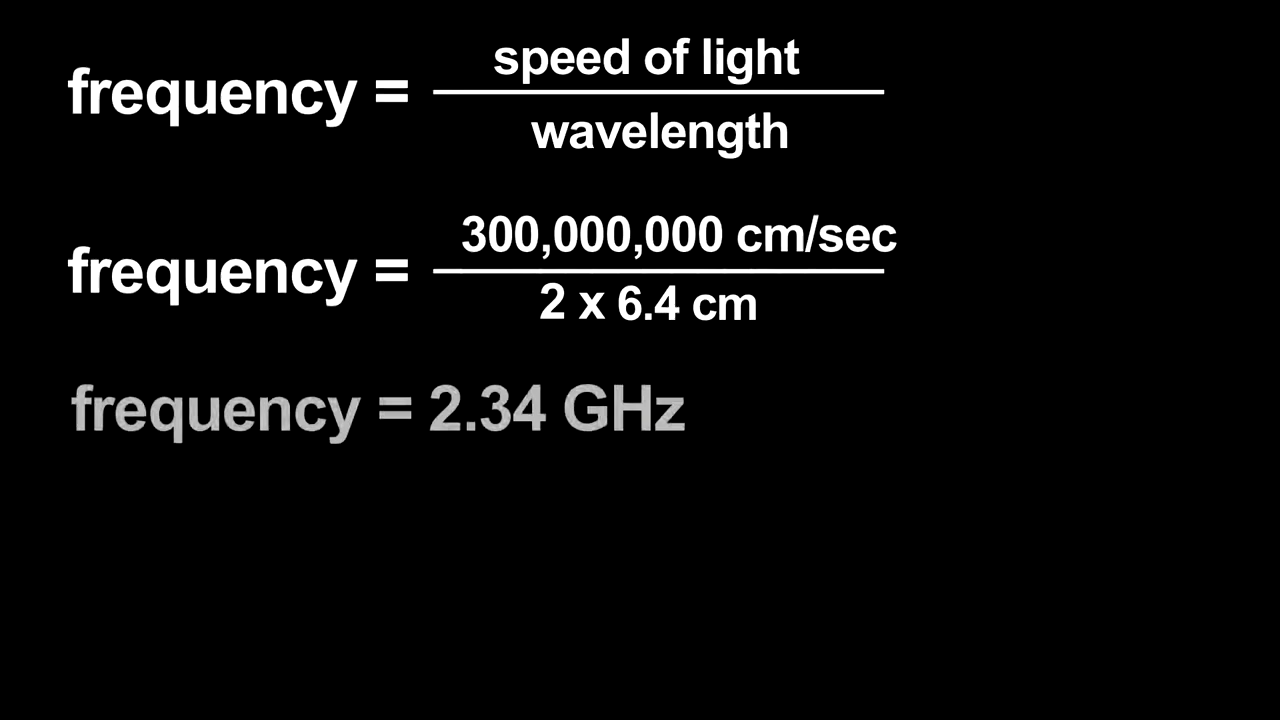 frequency = speed of light
wavelength
frequency = 300,000,000 cm/sec
2 x 6.4 cm
frequency = 2.34 GHz